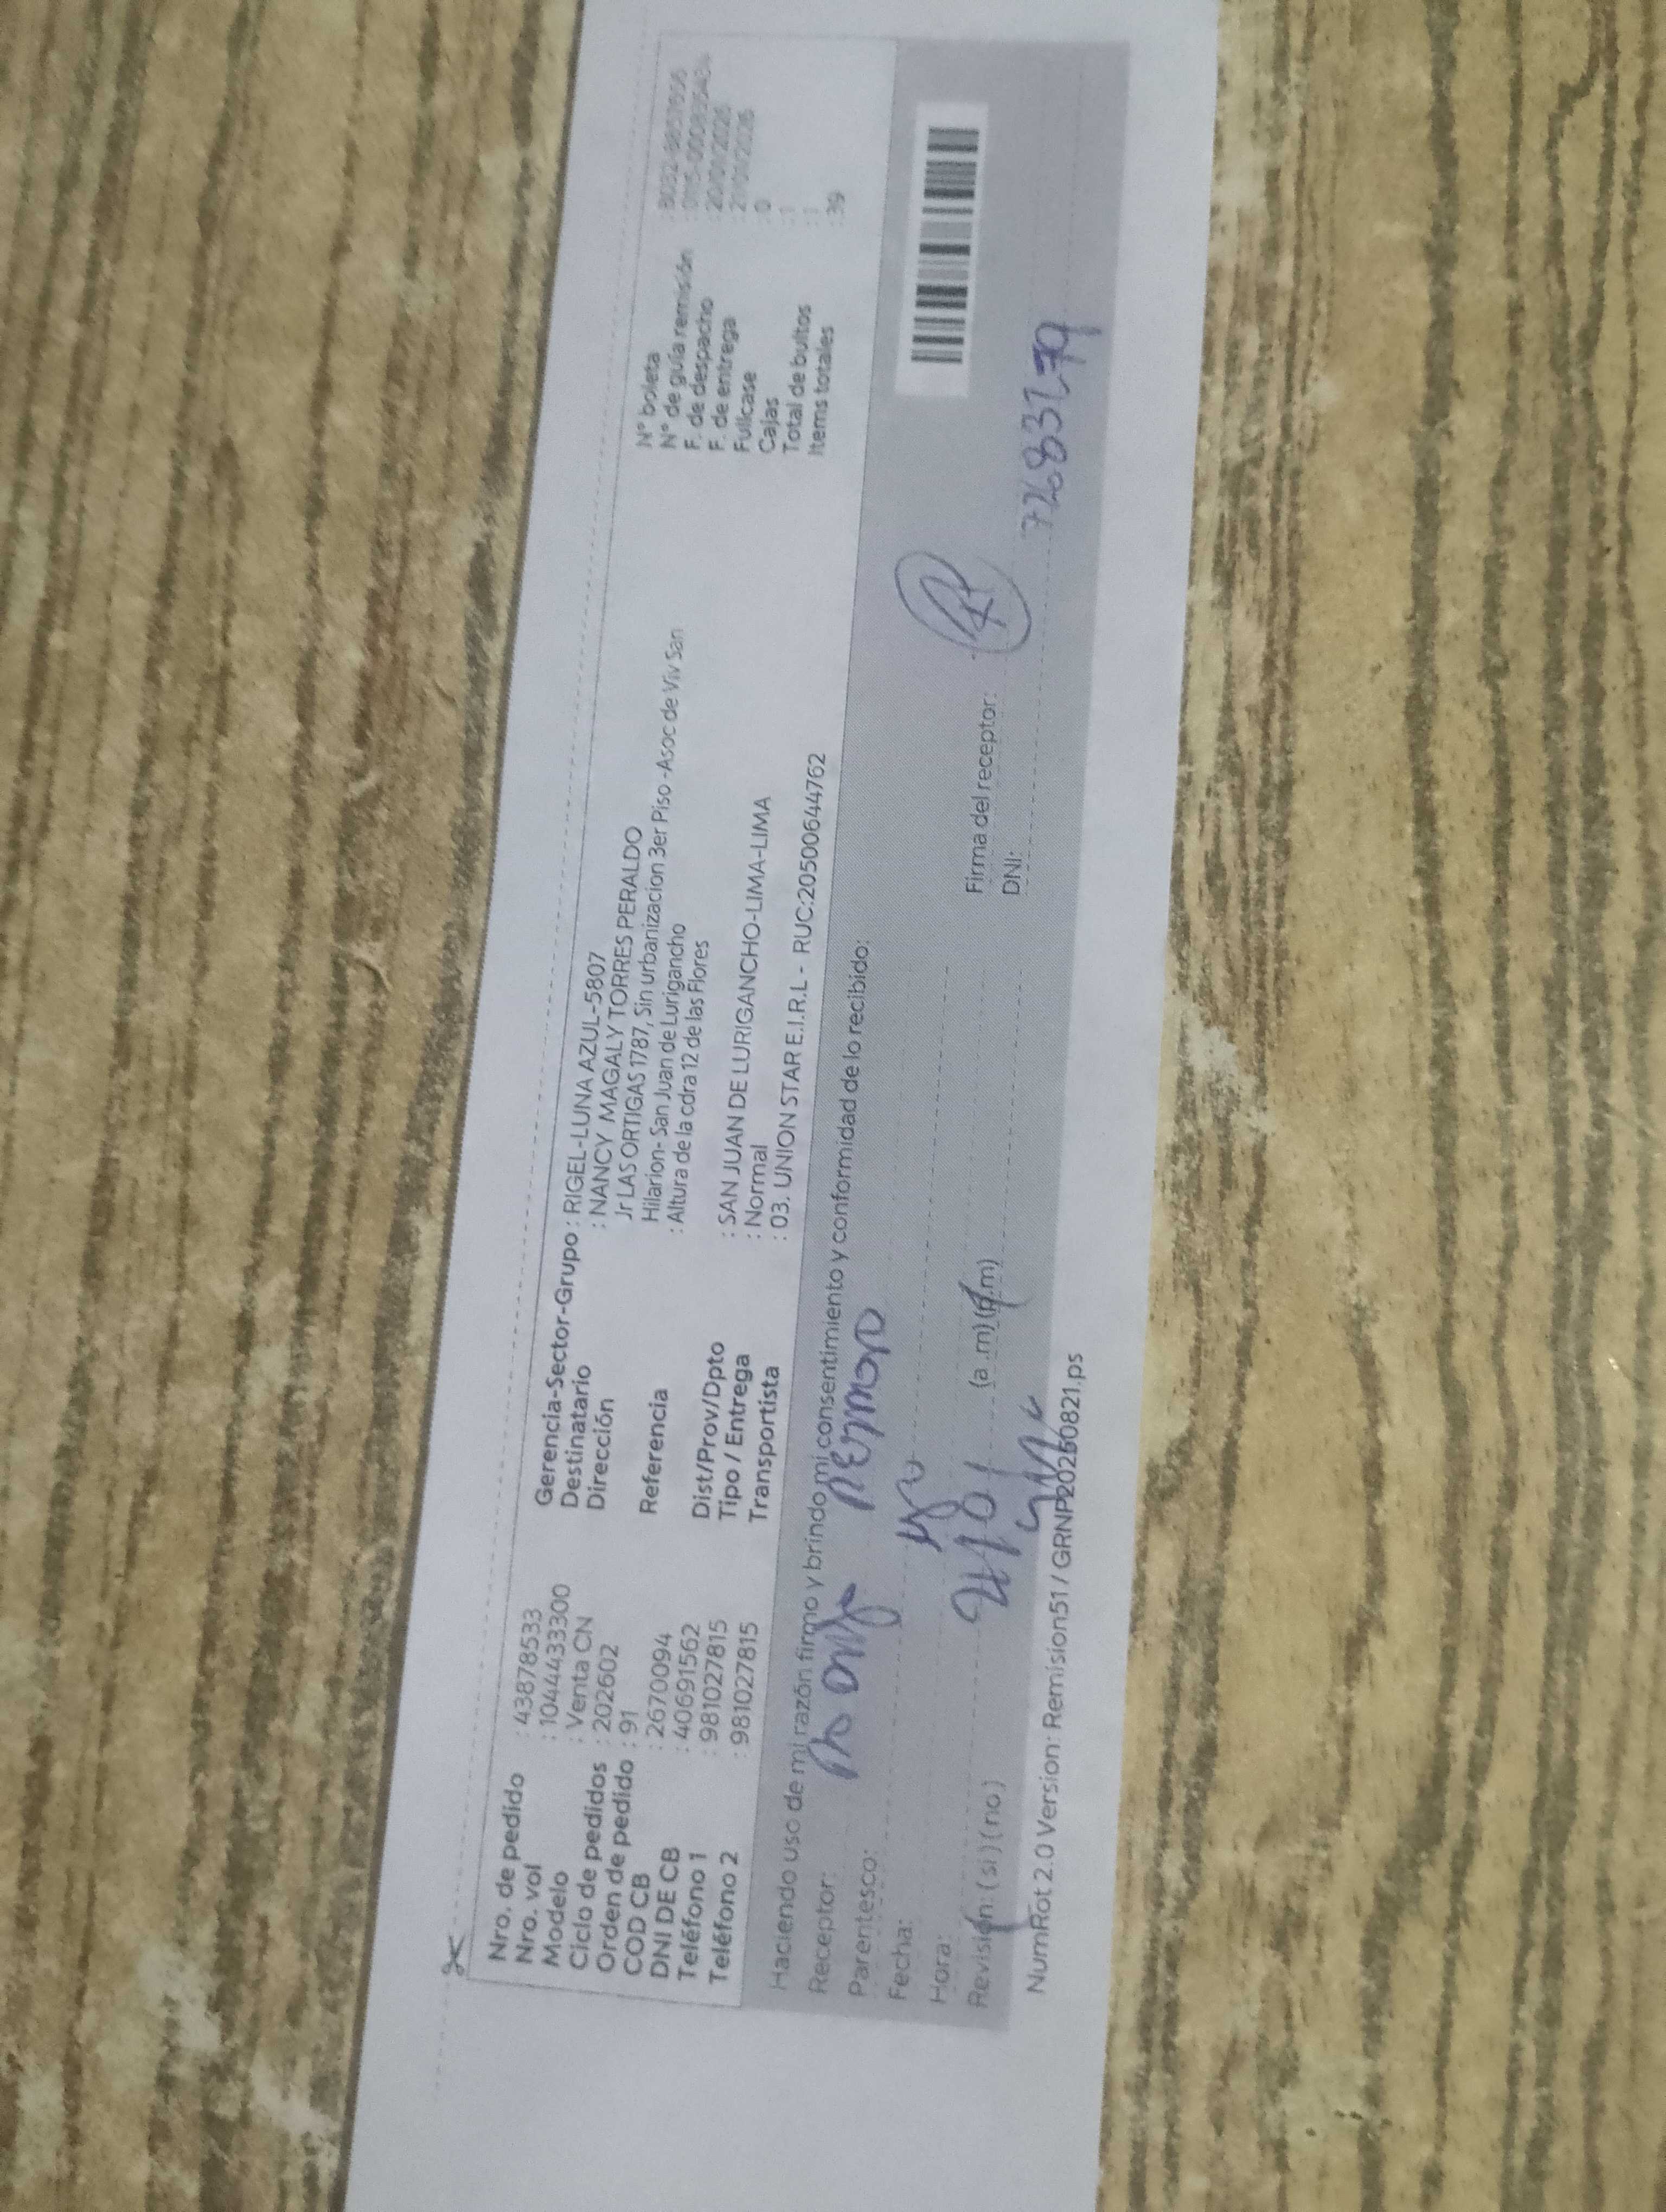 Nro. de pedido : 43878533
Nro. vol : 1044433300
Modelo : Venta CN
Ciclo de pedidos : 202602
Orden de pedido : 91
COD CB : 2670094
DNI DE CB : 40691562
Teléfono 1 : 981027815
Teléfono 2 : 981027815
Gerencia-Sector-Grupo : RIGEL-LUNA AZUL-5807
Destinatario : NANCY MAGALY TORRES PERALDO
Dirección Jr LAS ORTIGAS 1787, Sin urbanizacion 3er Piso -Asoc de Viv San
Hilarion- San Juan de Lurigancho
Referencia : Altura de la cdra 12 de las Flores
Dist/Prov/Dpto : SAN JUAN DE LURIGANCHO-LIMA-LIMA
Tipo / Entrega : Normal
Transportista : 03. UNION STAR E.I.R.L - RUC:20500644762
N° boleta
N° de guía remisión
F. de despacho
F. de entrega
Fullcase : 0
Cajas : 1
Total de bultos : 1
Items totales : 39
Haciendo uso de mi razón firmo y brindo mi consentimiento y conformidad de lo recibido:
Receptor:
Parentesco:
Fecha:
Hora: (a .m) (p.m)
Revisión: ( si ) ( no )
Firma del receptor:
DNI:
NumRot 2.0 Version: Remision51 / GRNP20250821.ps